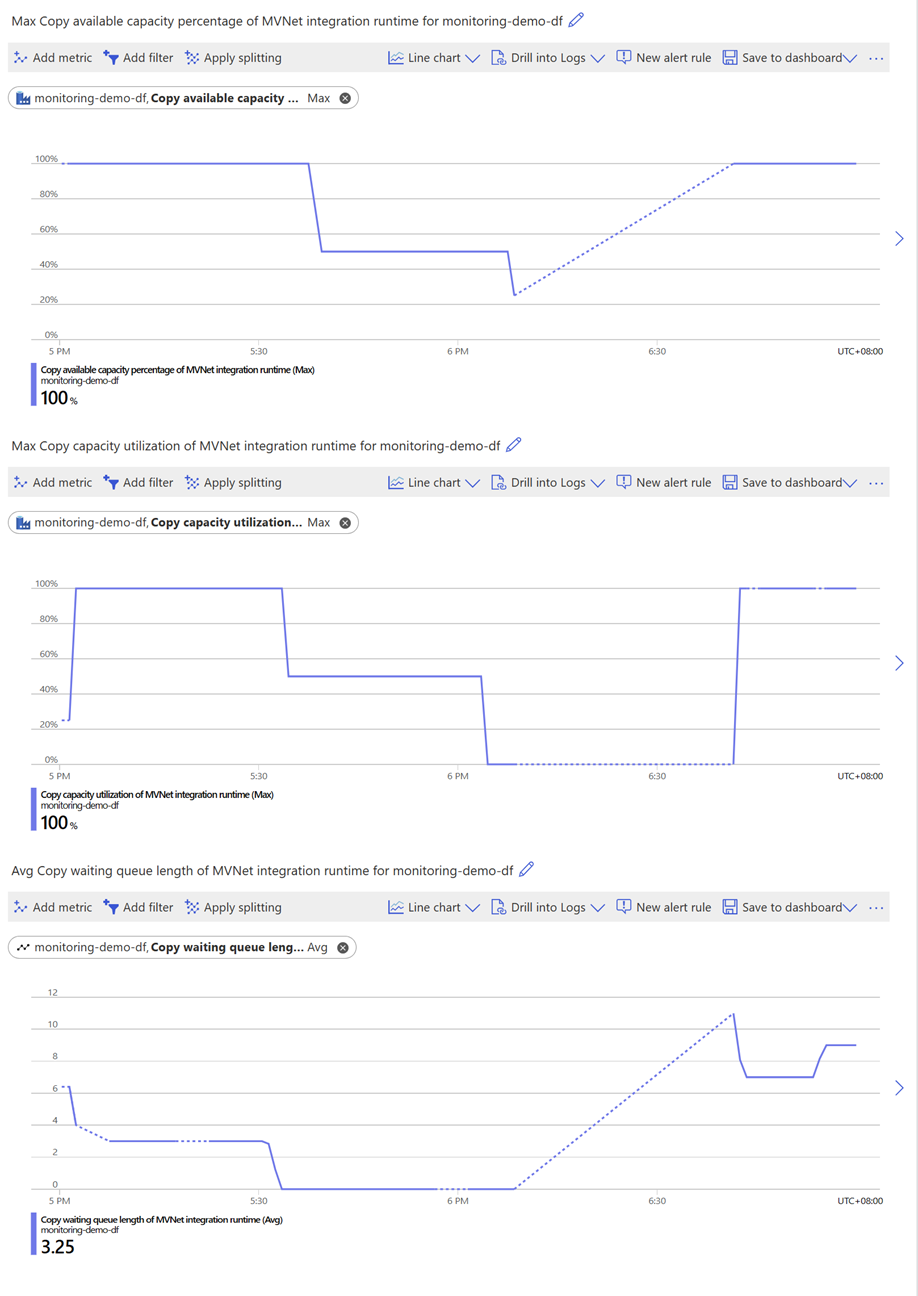 Max Copy available capacity percentage of MVNet integration runtime for monitoring-demo-df
Add metric Add filter Apply splitting Line chart Drill into Logs New alert rule Save to dashboard ...
monitoring-demo-df, Copy available capacity ... Max
100%
80%
60%
40%
20%
0%
5 PM 5:30 6 PM 6:30 UTC+08:00
Copy available capacity percentage of MVNet integration runtime (Max)
monitoring-demo-df
100 %
Max Copy capacity utilization of MVNet integration runtime for monitoring-demo-df
Add metric Add filter Apply splitting Line chart Drill into Logs New alert rule Save to dashboard ...
monitoring-demo-df, Copy capacity utilization... Max
100%
80%
60%
40%
20%
0%
5 PM 5:30 6 PM 6:30 UTC+08:00
Copy capacity utilization of MVNet integration runtime (Max)
monitoring-demo-df
100 %
Avg Copy waiting queue length of MVNet integration runtime for monitoring-demo-df
Add metric Add filter Apply splitting Line chart Drill into Logs New alert rule Save to dashboard ...
monitoring-demo-df, Copy waiting queue leng... Avg
12
10
8
6
4
2
0
5 PM 5:30 6 PM 6:30 UTC+08:00
Copy waiting queue length of MVNet integration runtime (Avg)
monitoring-demo-df
3.25